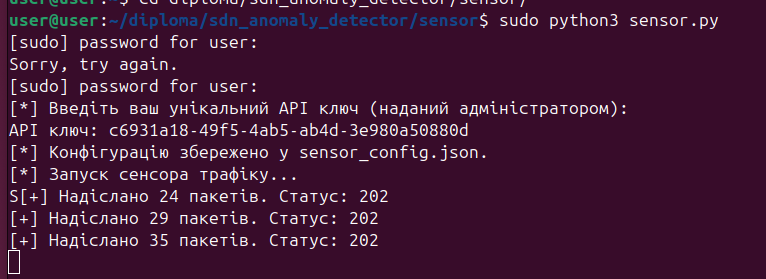 user@user:~$ cd diploma/sdn_anomaly_detector/sensor/
user@user:~/diploma/sdn_anomaly_detector/sensor$ sudo python3 sensor.py
[sudo] password for user:
Sorry, try again.
[sudo] password for user:
[*] Введіть ваш унікальний API ключ (наданий адміністратором):
API ключ: c6931a18-49f5-4ab5-ab4d-3e980a50880d
[*] Конфігурацію збережено у sensor_config.json.
[*] Запуск сенсора трафіку...
S[+] Надіслано 24 пакетів. Статус: 202
[+] Надіслано 29 пакетів. Статус: 202
[+] Надіслано 35 пакетів. Статус: 202